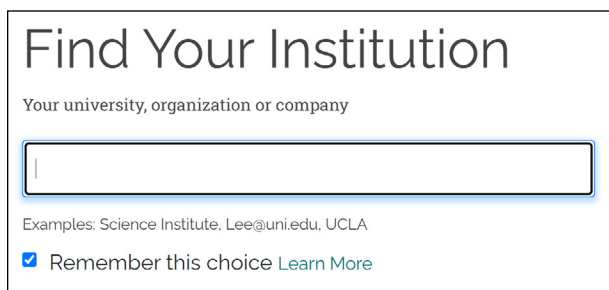 Find Your Institution
Your university, organization or company
Examples: Science Institute, Lee@uni.edu, UCLA
Remember this choice Learn More